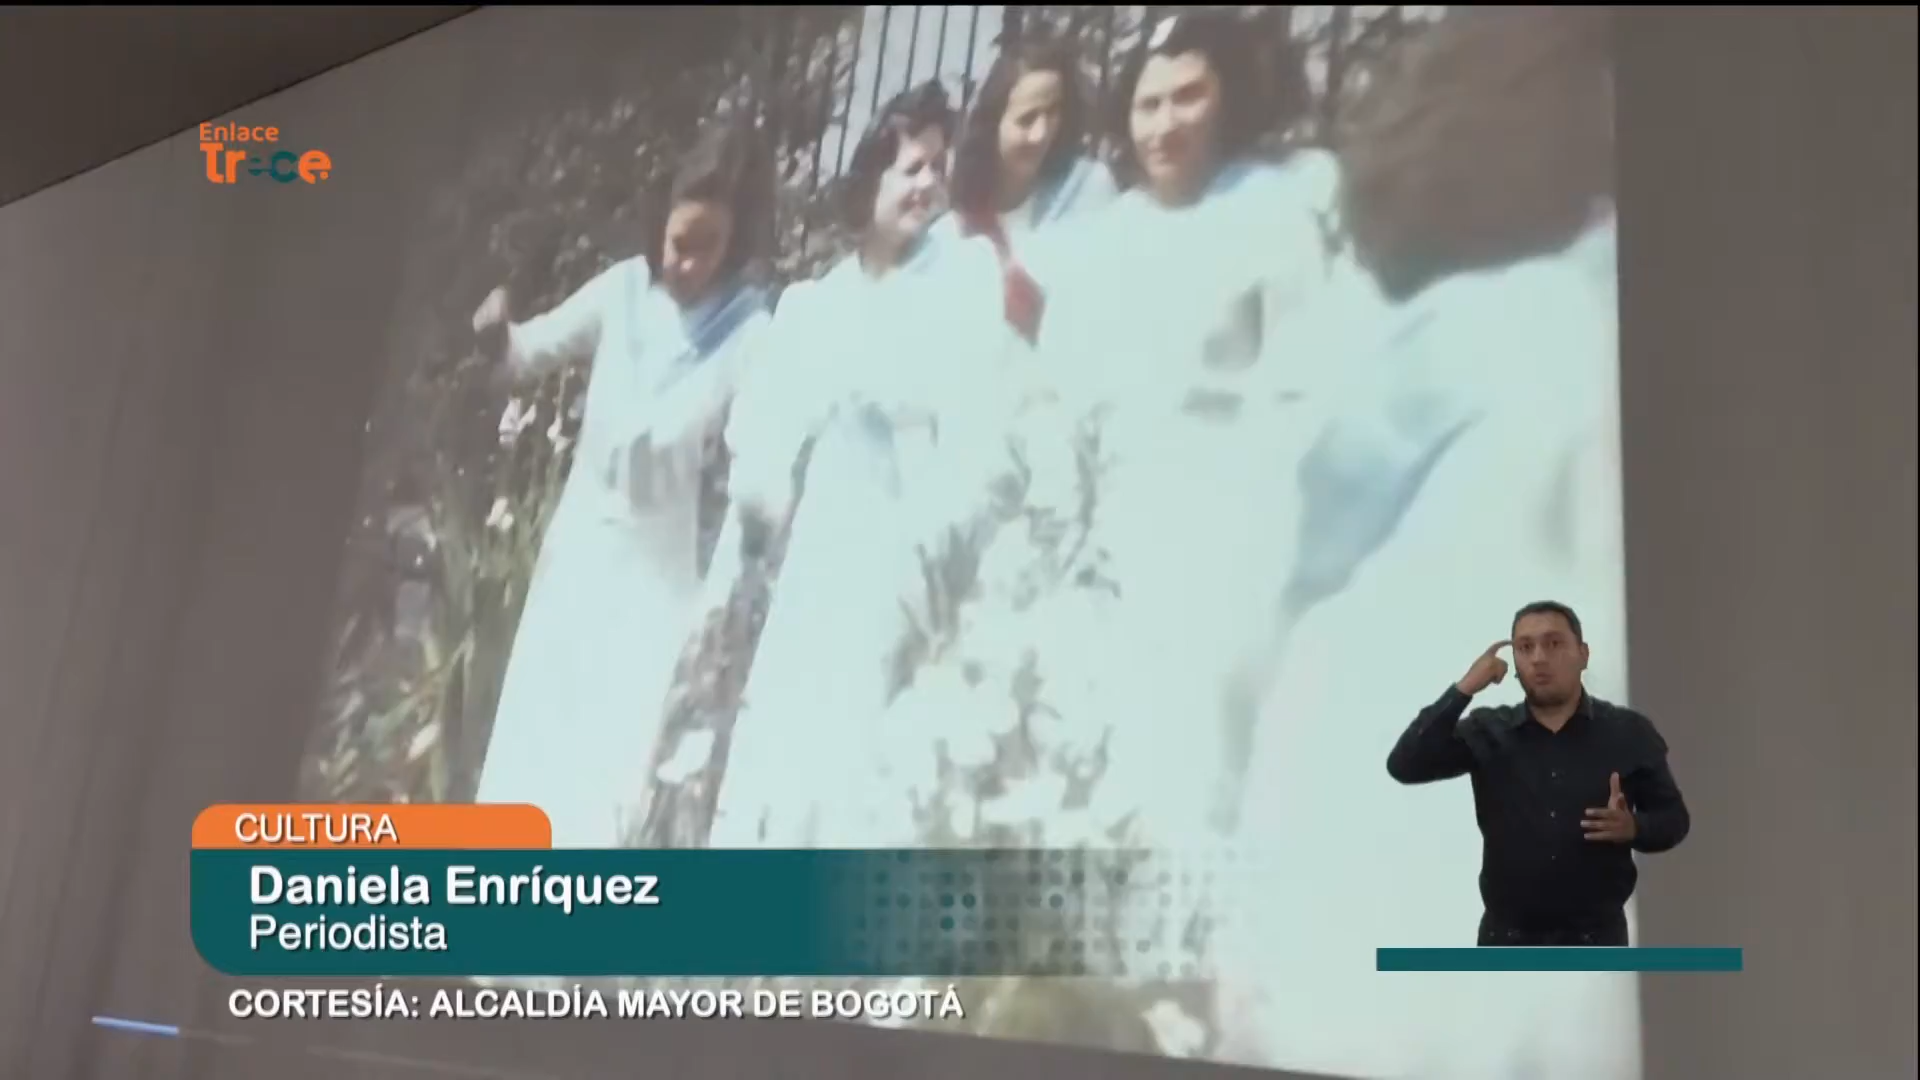 Enlace
Trece
CULTURA
Daniela Enríquez
Periodista
CORTESÍA: ALCALDÍA MAYOR DE BOGOTÁ